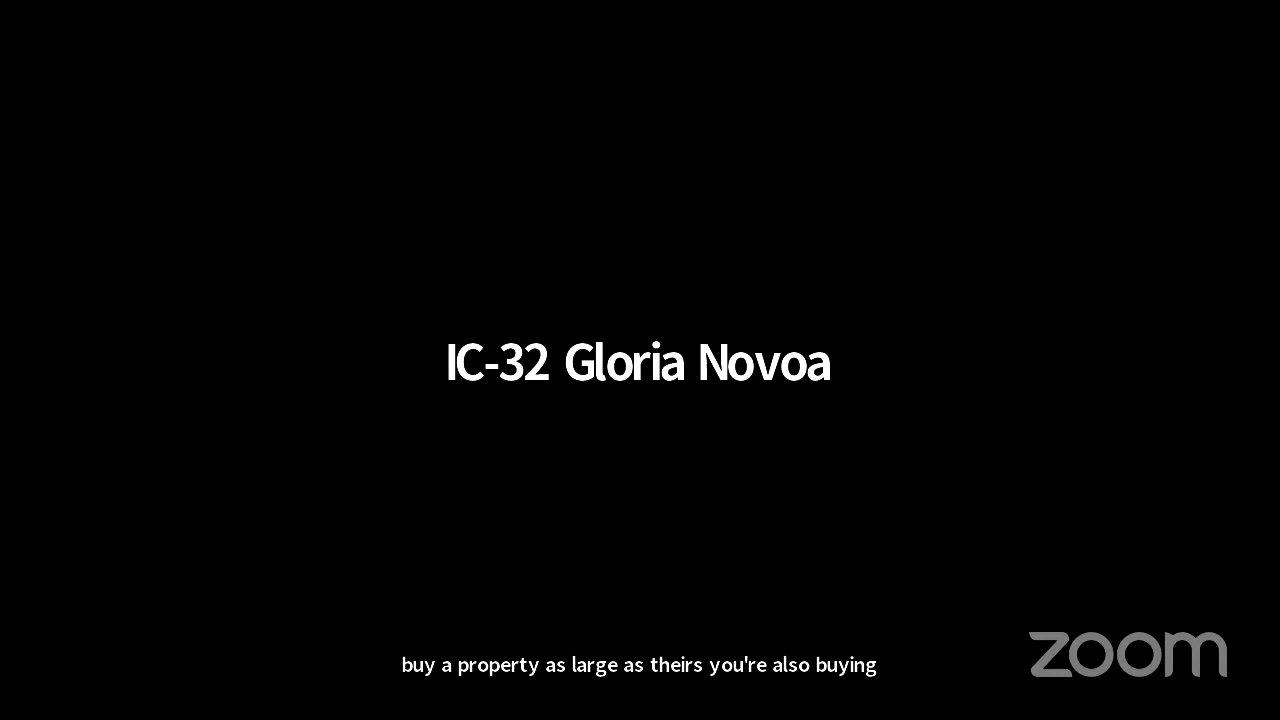 IC-32 Gloria Novoa
buy a property as large as theirs you're also buying
zoom